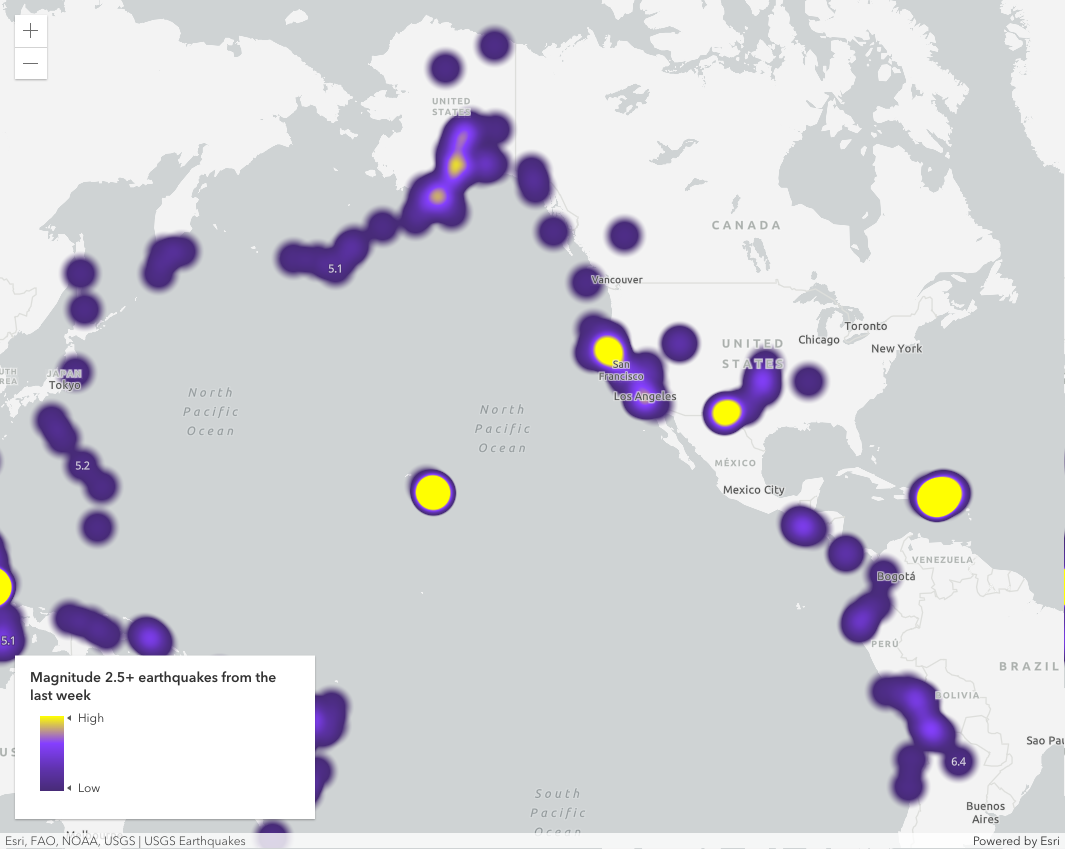 +
−
UNITED
STATES
CANADA
5.1
Vancouver
Toronto
Chicago
New York
UNITED
STATES
San
Francisco
JAPAN
Tokyo
Los Angeles
North
Pacific
Ocean
North
Pacific
Ocean
5.2
MÉXICO
Mexico City
VENEZUELA
Bogotá
5.1
PERÚ
BRAZIL
BOLIVIA
Magnitude 2.5+ earthquakes from the
last week
High
Low
Sao Pau
6.4
South
Pacific
Ocean
Buenos
Aires
Esri, FAO, NOAA, USGS | USGS Earthquakes
Powered by Esri